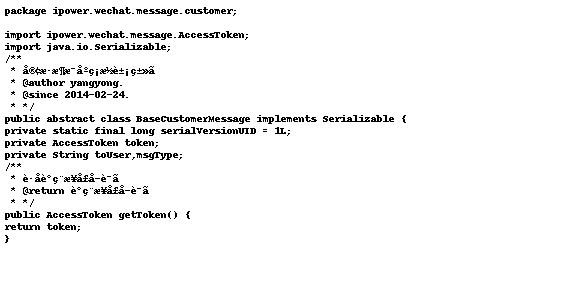 package ipower.wechat.message.customer;
import ipower.wechat.message.AccessToken;
import java.io.Serializable;
/**
 *
 * @author yangyong.
 * @since 2014-02-24.
 * */
public abstract class BaseCustomerMessage implements Serializable {
private static final long serialVersionUID = 1L;
private AccessToken token;
private String toUser,msgType;
/**
 *
 * @return
 * */
public AccessToken getToken() {
return token;
}